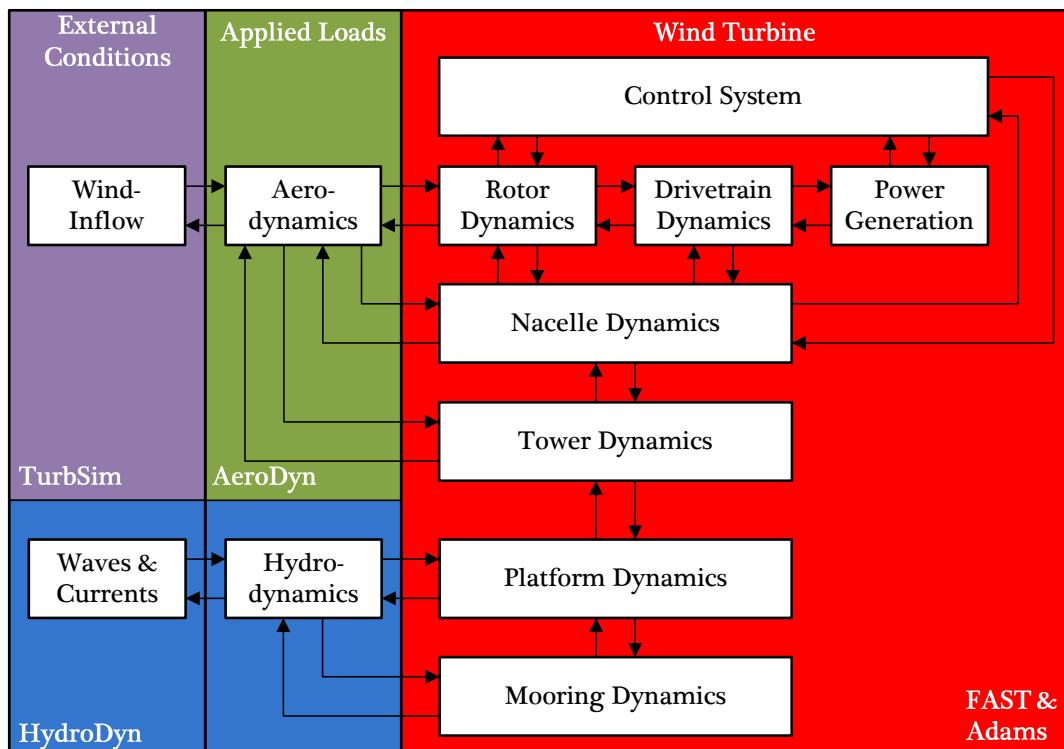 External
Conditions
Applied Loads
Wind Turbine
Control System
Wind-
Inflow
Aero-
dynamics
Rotor
Dynamics
Drivetrain
Dynamics
Power
Generation
Nacelle Dynamics
Tower Dynamics
TurbSim
AeroDyn
Waves &
Currents
Hydro-
dynamics
Platform Dynamics
Mooring Dynamics
HydroDyn
FAST &
Adams